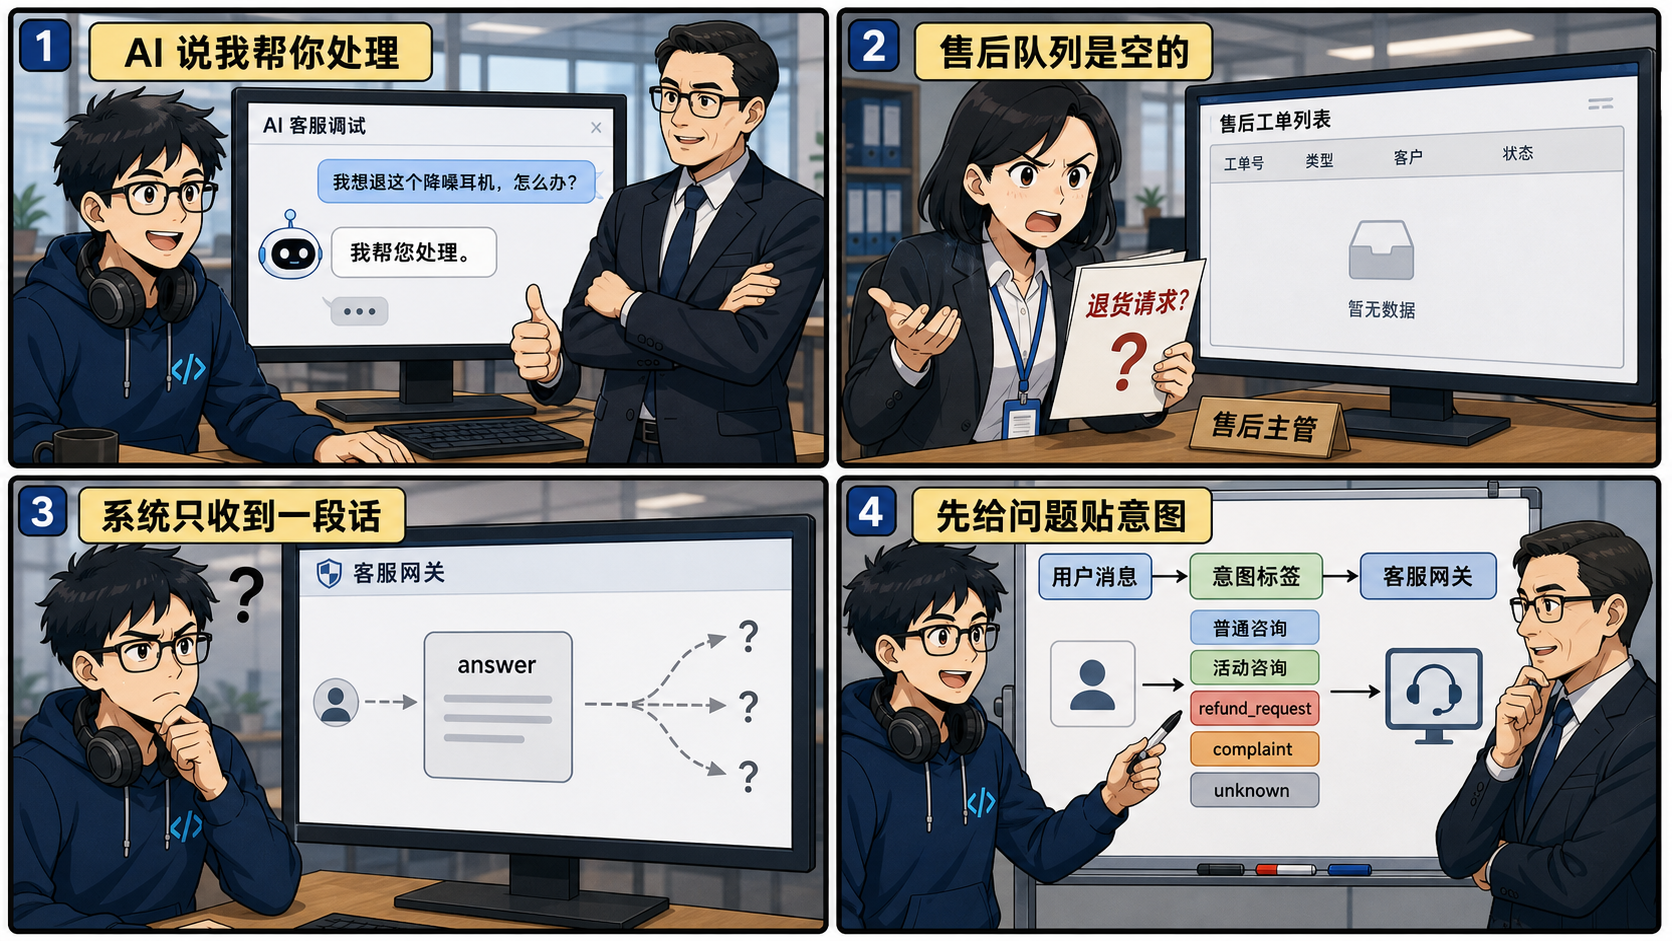 1
AI 说我帮你处理
AI 客服调试
×
我想退这个降噪耳机，怎么办？
我帮您处理。
</>
2
售后队列是空的
售后工单列表
工单号 类型 客户 状态
暂无数据
退货请求?
?
售后主管
3
系统只收到一段话
?
客服网关
answer
?
?
?
</>
4
先给问题贴意图
用户消息 意图标签 客服网关
普通咨询
活动咨询
refund_request
complaint
unknown
</>